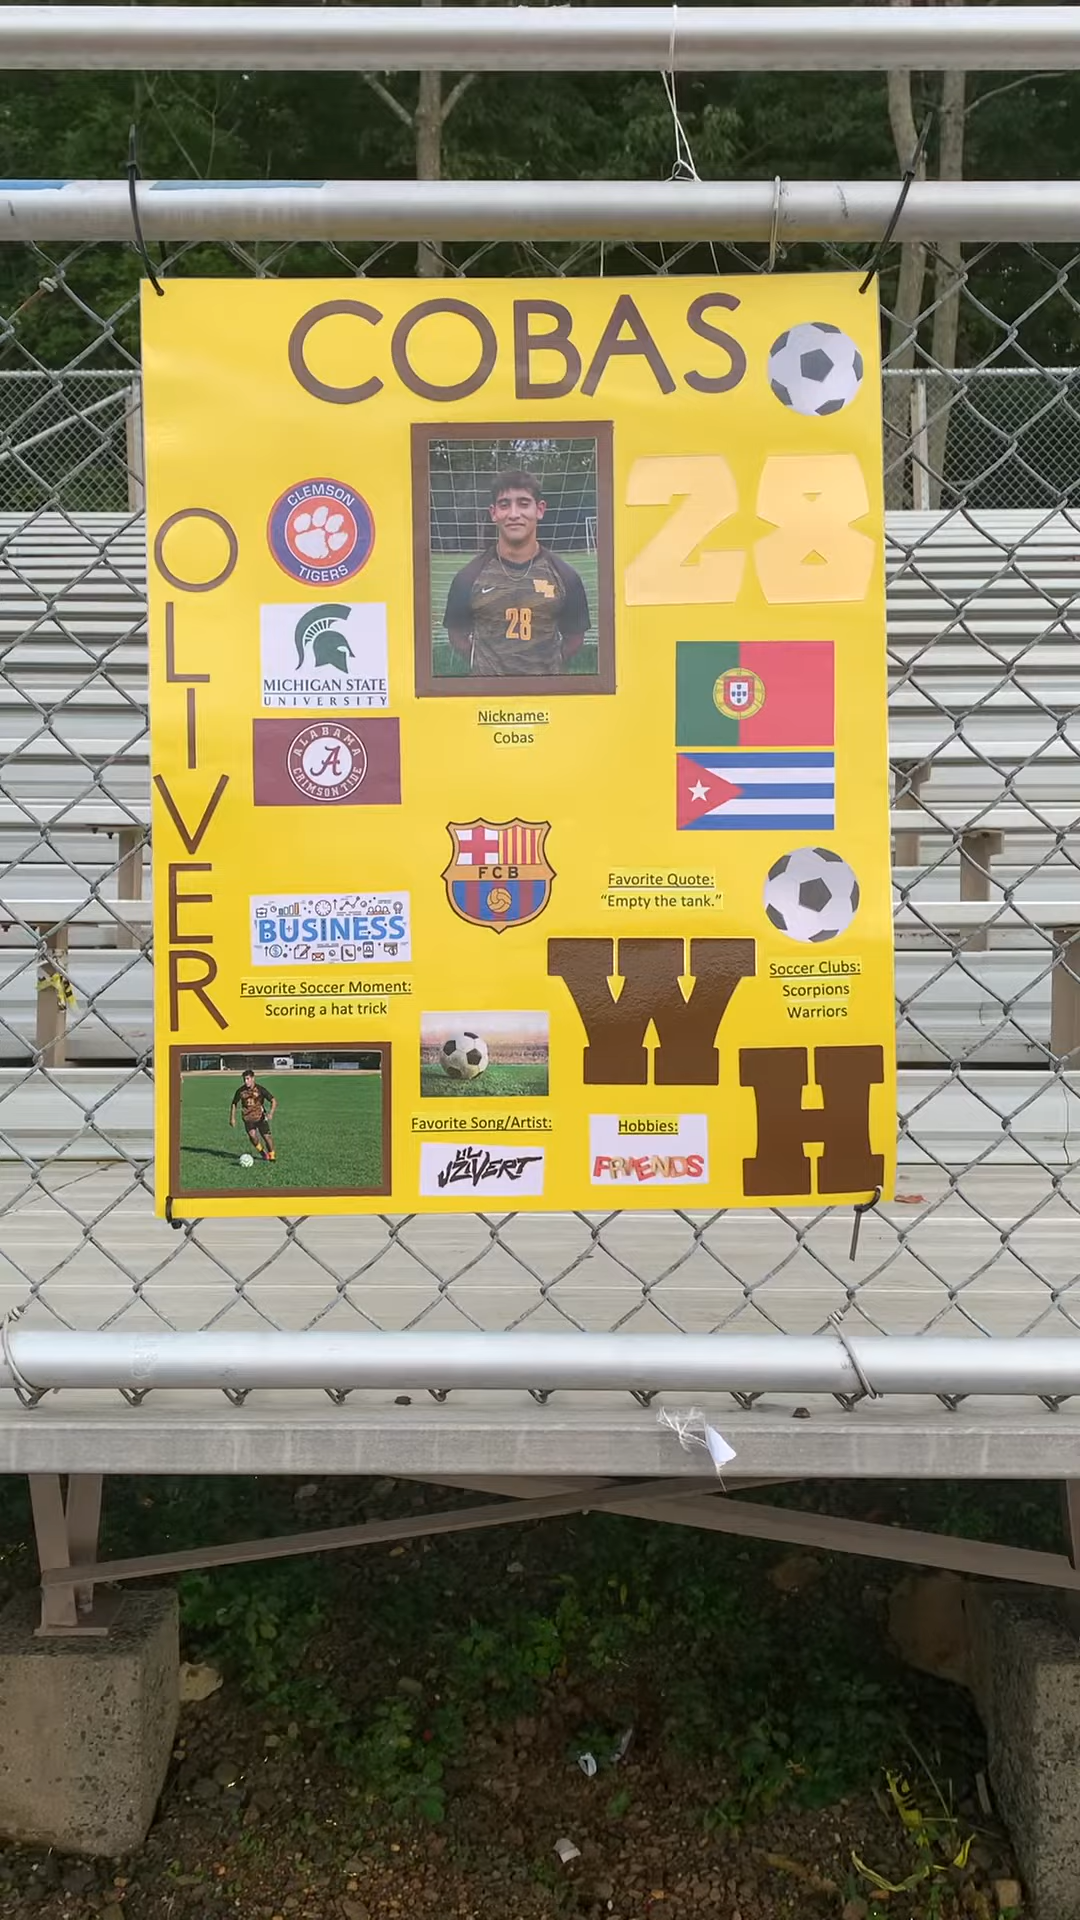 COBAS
OLIVER
28
CLEMSON
TIGERS
WH
28
MICHIGAN STATE
UNIVERSITY
ALABAMA
A
CRIMSON TIDE
Nickname:
Cobas
FCB
Favorite Quote:
“Empty the tank.”
BUSINESS
Favorite Soccer Moment:
Scoring a hat trick
Soccer Clubs:
Scorpions
Warriors
WH
Favorite Song/Artist:
LIL
UZIVERT
Hobbies:
FRIENDS